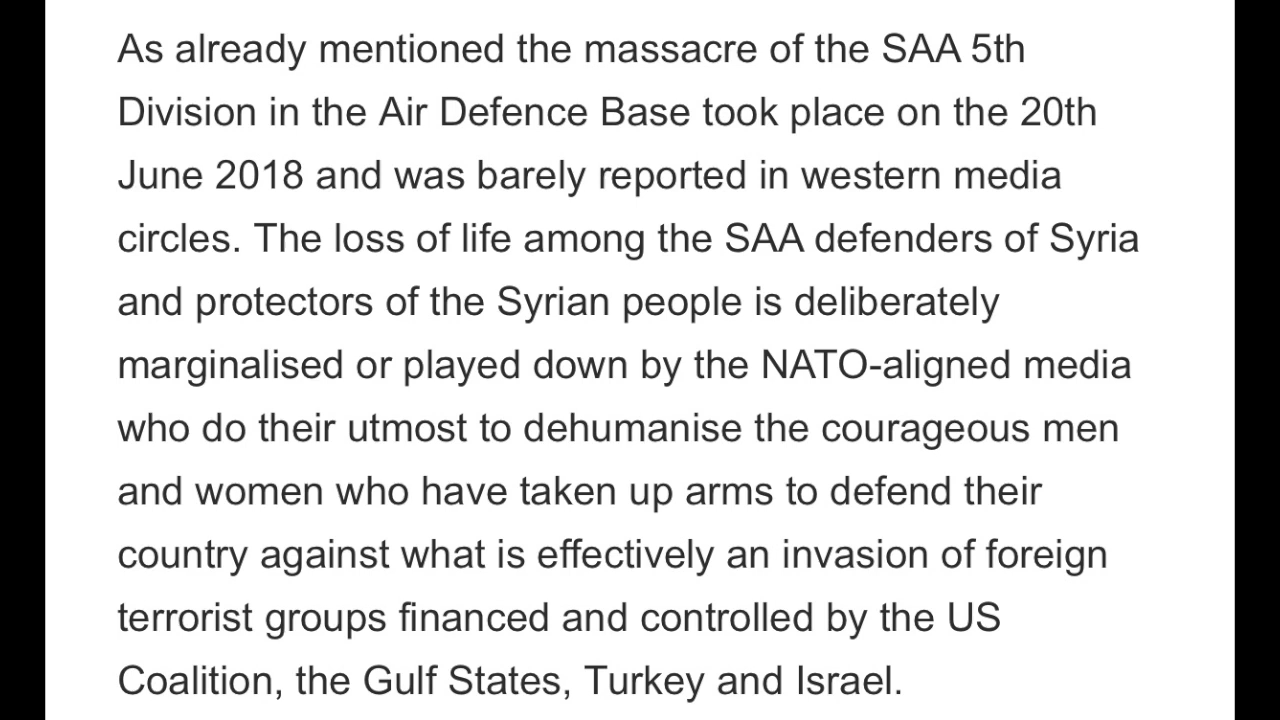 As already mentioned the massacre of the SAA 5th
Division in the Air Defence Base took place on the 20th
June 2018 and was barely reported in western media
circles. The loss of life among the SAA defenders of Syria
and protectors of the Syrian people is deliberately
marginalised or played down by the NATO-aligned media
who do their utmost to dehumanise the courageous men
and women who have taken up arms to defend their
country against what is effectively an invasion of foreign
terrorist groups financed and controlled by the US
Coalition, the Gulf States, Turkey and Israel.